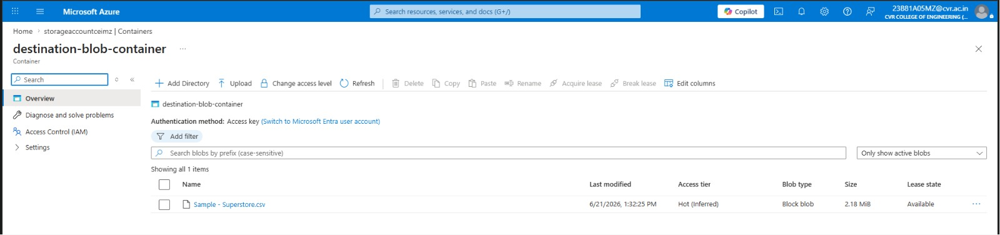 Microsoft Azure
Search resources, services, and docs (G+/)
Copilot
23B81A05MZ@cvr.ac.in
CVR COLLEGE OF ENGINEERING (...
Home > storageaccountceimz | Containers
destination-blob-container ...
Container
Search
Overview
Diagnose and solve problems
Access Control (IAM)
Settings
Add Directory Upload Change access level Refresh Delete Copy Paste Rename Acquire lease Break lease Edit columns
destination-blob-container
Authentication method: Access key (Switch to Microsoft Entra user account)
Add filter
Search blobs by prefix (case-sensitive) Only show active blobs
Showing all 1 items
Name Last modified Access tier Blob type Size Lease state
Sample - Superstore.csv 6/21/2026, 1:32:25 PM Hot (Inferred) Block blob 2.18 MiB Available ...